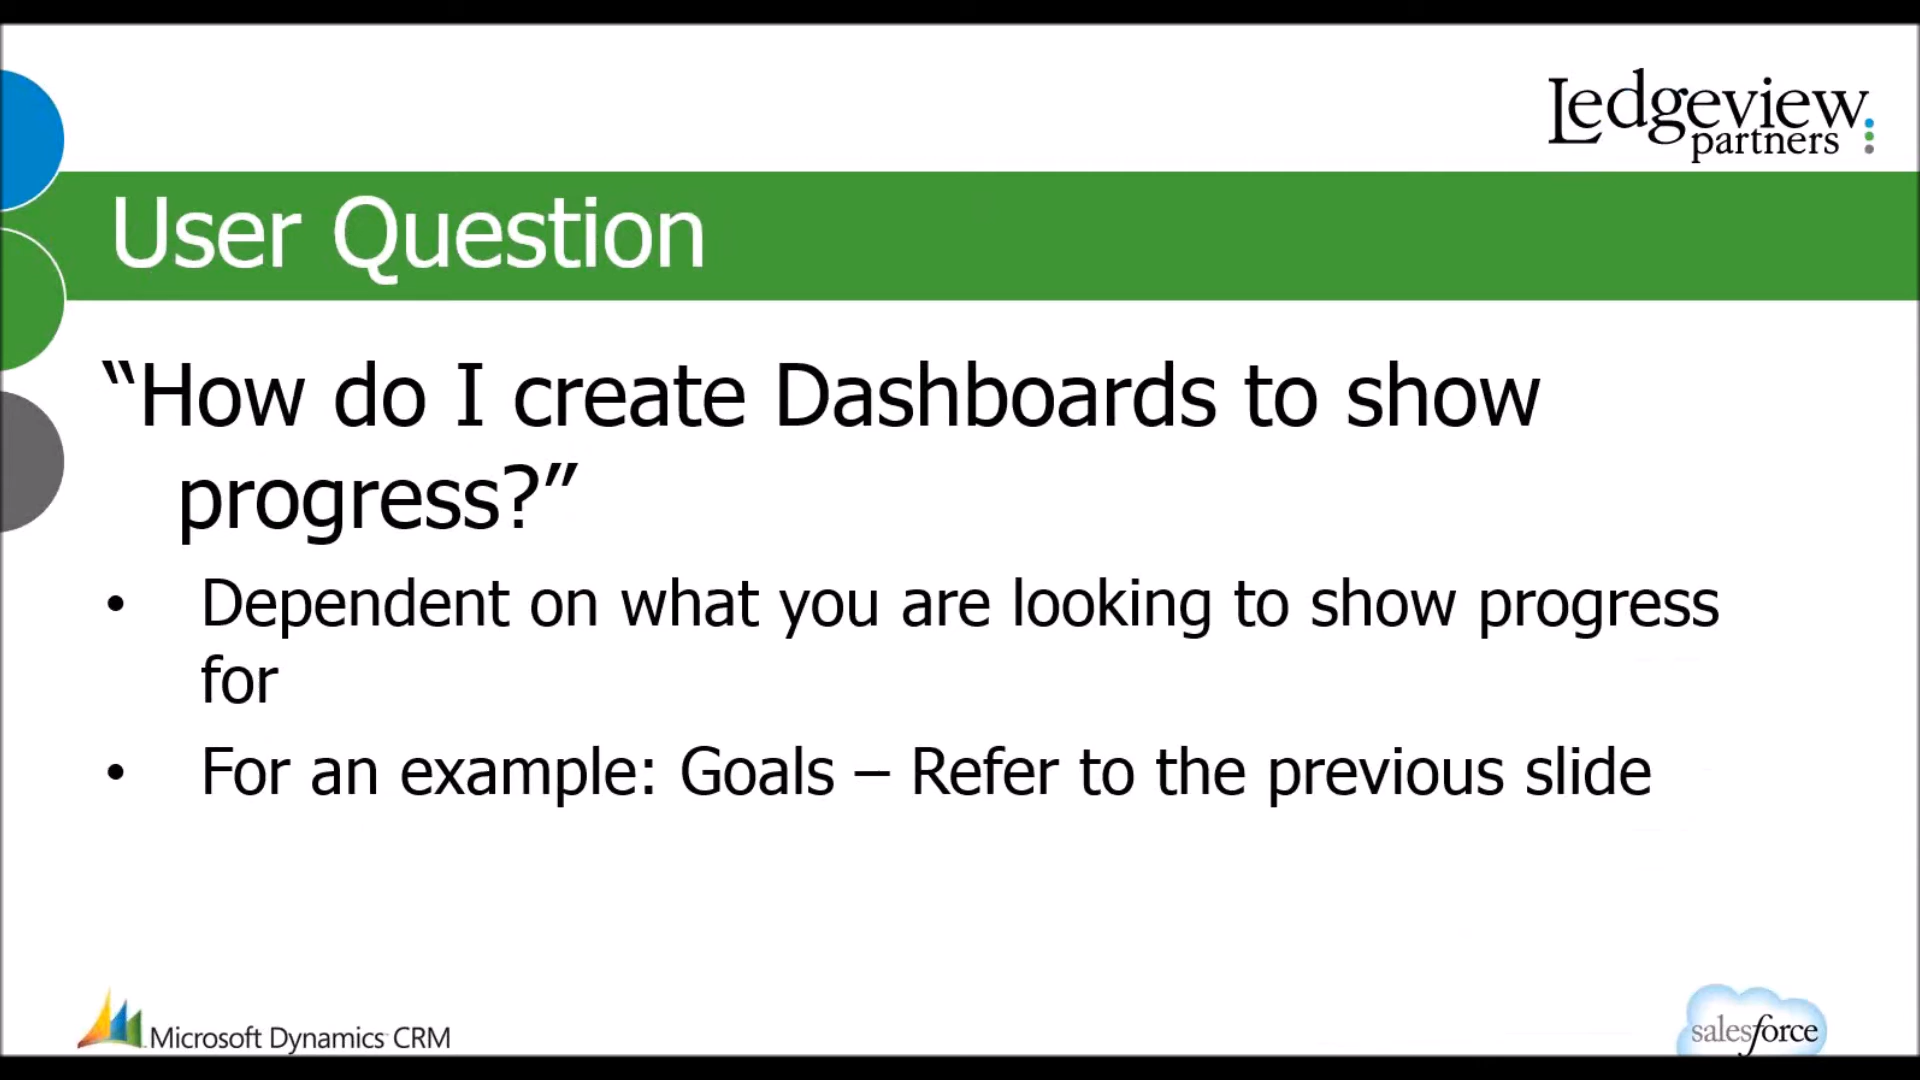 Ledgeview
partners
User Question
“How do I create Dashboards to show
progress?”
• Dependent on what you are looking to show progress
for
• For an example: Goals – Refer to the previous slide
Microsoft Dynamics CRM
salesforce